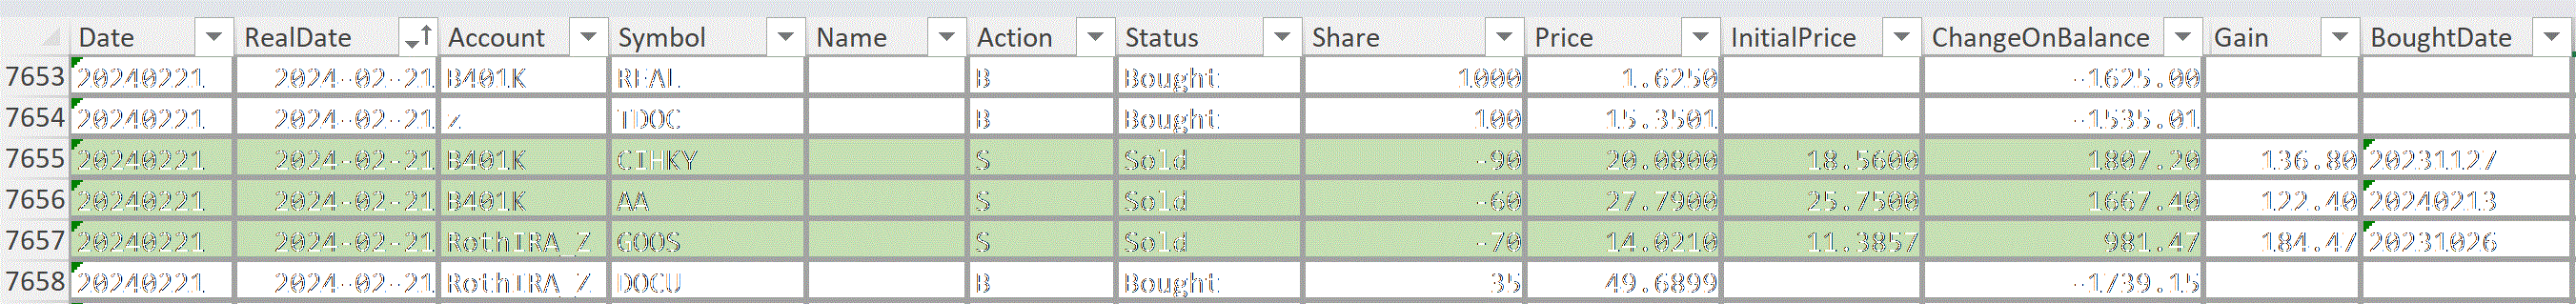 Date RealDate Account Symbol Name Action Status Share Price InitialPrice ChangeOnBalance Gain BoughtDate
7653 20240221 2024-02-21 B401K REAL B Bought 1000 1.6250 -1625.00
7654 20240221 2024-02-21 z TDOC B Bought 100 15.3501 -1535.01
7655 20240221 2024-02-21 B401K CIHKY S Sold -90 20.0800 18.5600 1807.20 136.80 20231127
7656 20240221 2024-02-21 B401K AA S Sold -60 27.7900 25.7500 1667.40 122.40 20240213
7657 20240221 2024-02-21 RothIRA_Z GOOS S Sold -70 14.0210 11.3857 981.47 184.47 20231026
7658 20240221 2024-02-21 RothIRA_Z DOCU B Bought 35 49.6899 -1739.15